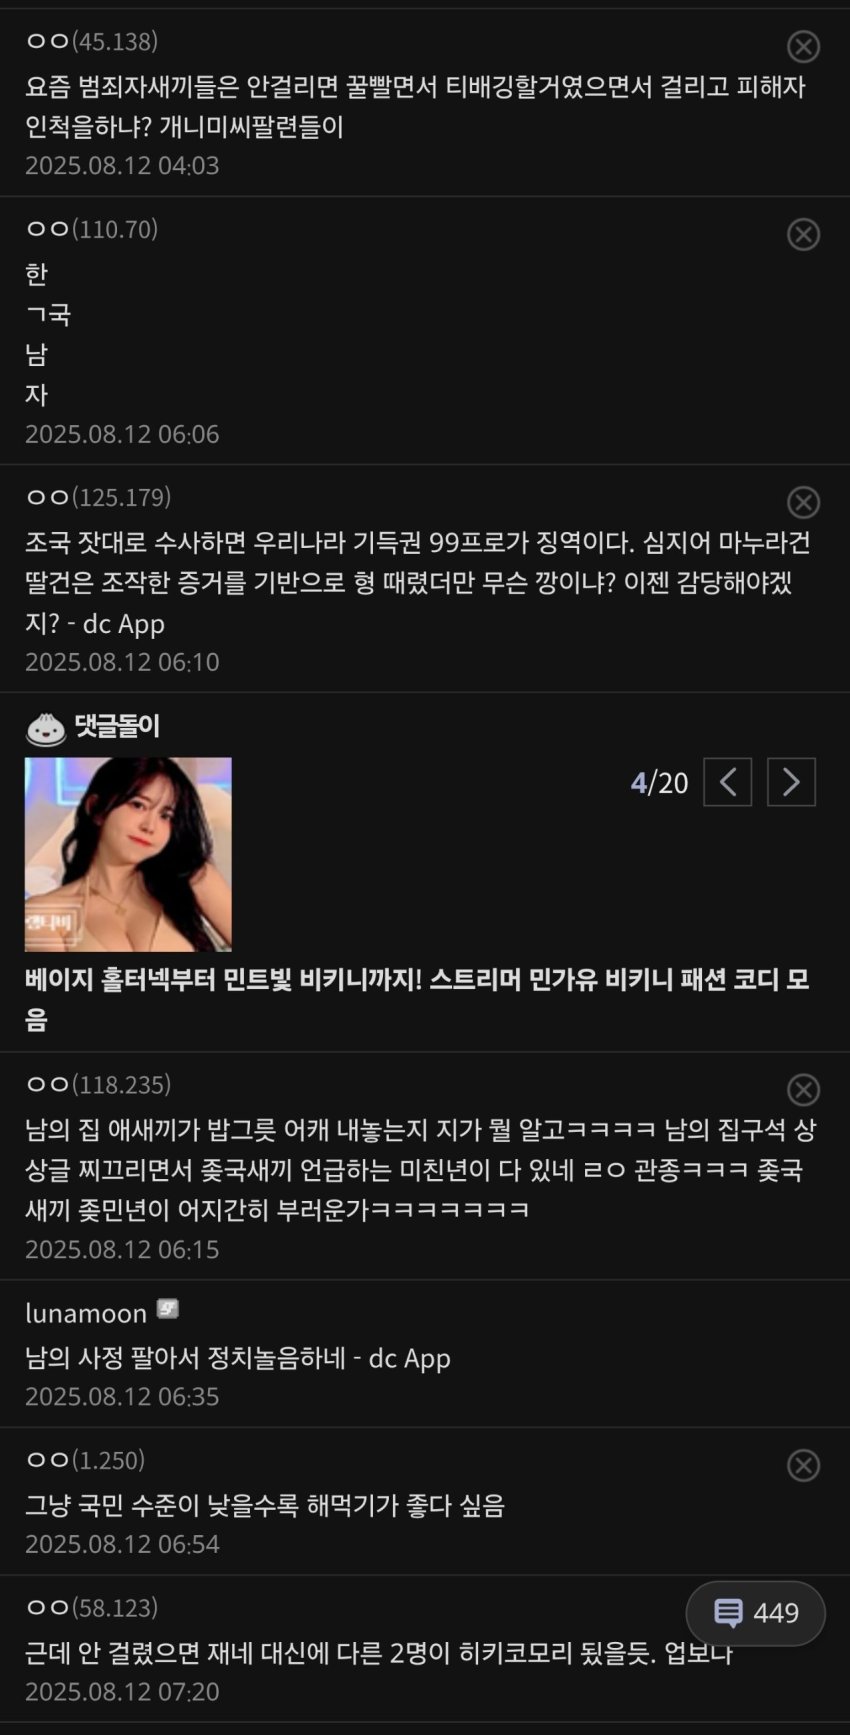 ㅇㅇ(45.138)
요즘 범죄자새끼들은 안걸리면 꿀빨면서 티배깅할거였으면서 걸리고 피해자
인척을하냐? 개니미씨팔련들이
2025.08.12 04:03
ㅇㅇ(110.70)
한
ㄱ국
남
자
2025.08.12 06:06
ㅇㅇ(125.179)
조국 잣대로 수사하면 우리나라 기득권 99프로가 징역이다. 심지어 마누라건
딸건은 조작한 증거를 기반으로 형 때렸더만 무슨 깡이냐? 이젠 감당해야겠
지? - dc App
2025.08.12 06:10
댓글돌이
4/20
베이지 홀터넥부터 민트빛 비키니까지! 스트리머 민가유 비키니 패션 코디 모
음
ㅇㅇ(118.235)
남의 집 애새끼가 밥그릇 어캐 내놓는지 지가 뭘 알고ㅋㅋㅋㅋ 남의 집구석 상
상글 찌끄리면서 좆국새끼 언급하는 미친년이 다 있네 ㄹㅇ 관종ㅋㅋㅋ 좆국
새끼 좆민년이 어지간히 부러운가ㅋㅋㅋㅋㅋㅋㅋ
2025.08.12 06:15
lunamoon
남의 사정 팔아서 정치놀음하네 - dc App
2025.08.12 06:35
ㅇㅇ(1.250)
그냥 국민 수준이 낮을수록 해먹기가 좋다 싶음
2025.08.12 06:54
ㅇㅇ(58.123)
449
근데 안 걸렸으면 재네 대신에 다른 2명이 히키코모리 됬을듯. 업보다
2025.08.12 07:20